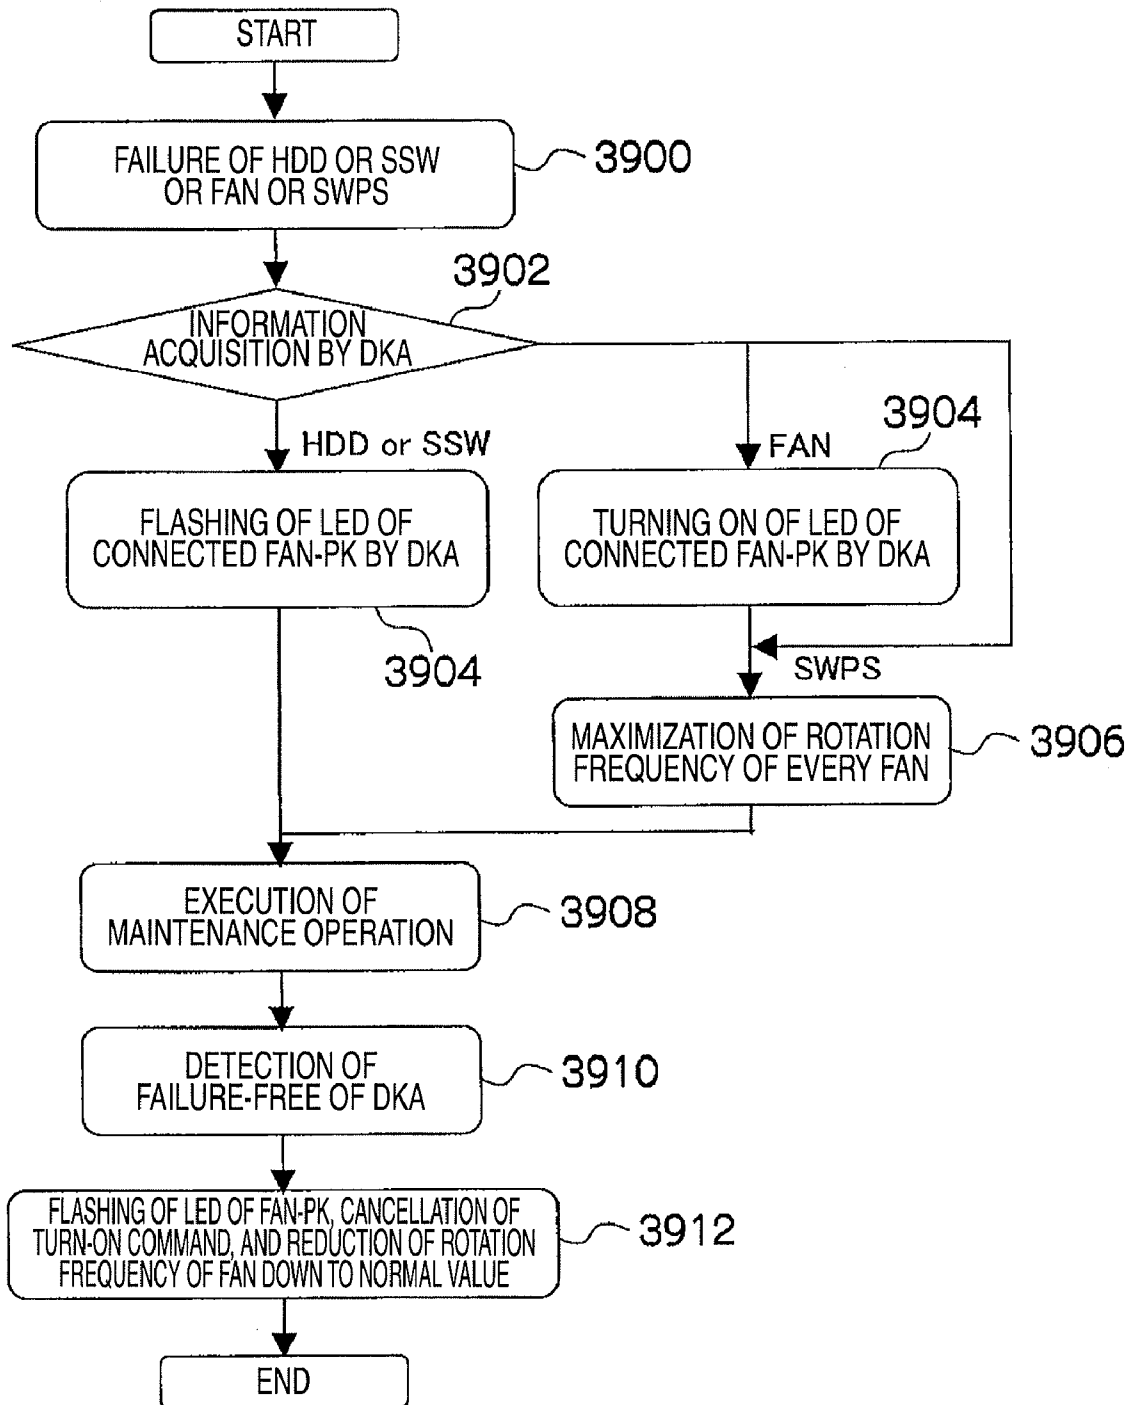 START
FAILURE OF HDD OR SSW
OR FAN OR SWPS
3900
3902
INFORMATION
ACQUISITION BY DKA
HDD or SSW
FAN
3904
FLASHING OF LED OF
CONNECTED FAN-PK BY DKA
3904
TURNING ON OF LED OF
CONNECTED FAN-PK BY DKA
SWPS
MAXIMIZATION OF ROTATION
FREQUENCY OF EVERY FAN
3906
EXECUTION OF
MAINTENANCE OPERATION
3908
DETECTION OF
FAILURE-FREE OF DKA
3910
FLASHING OF LED OF FAN-PK, CANCELLATION OF
TURN-ON COMMAND, AND REDUCTION OF ROTATION
FREQUENCY OF FAN DOWN TO NORMAL VALUE
3912
END